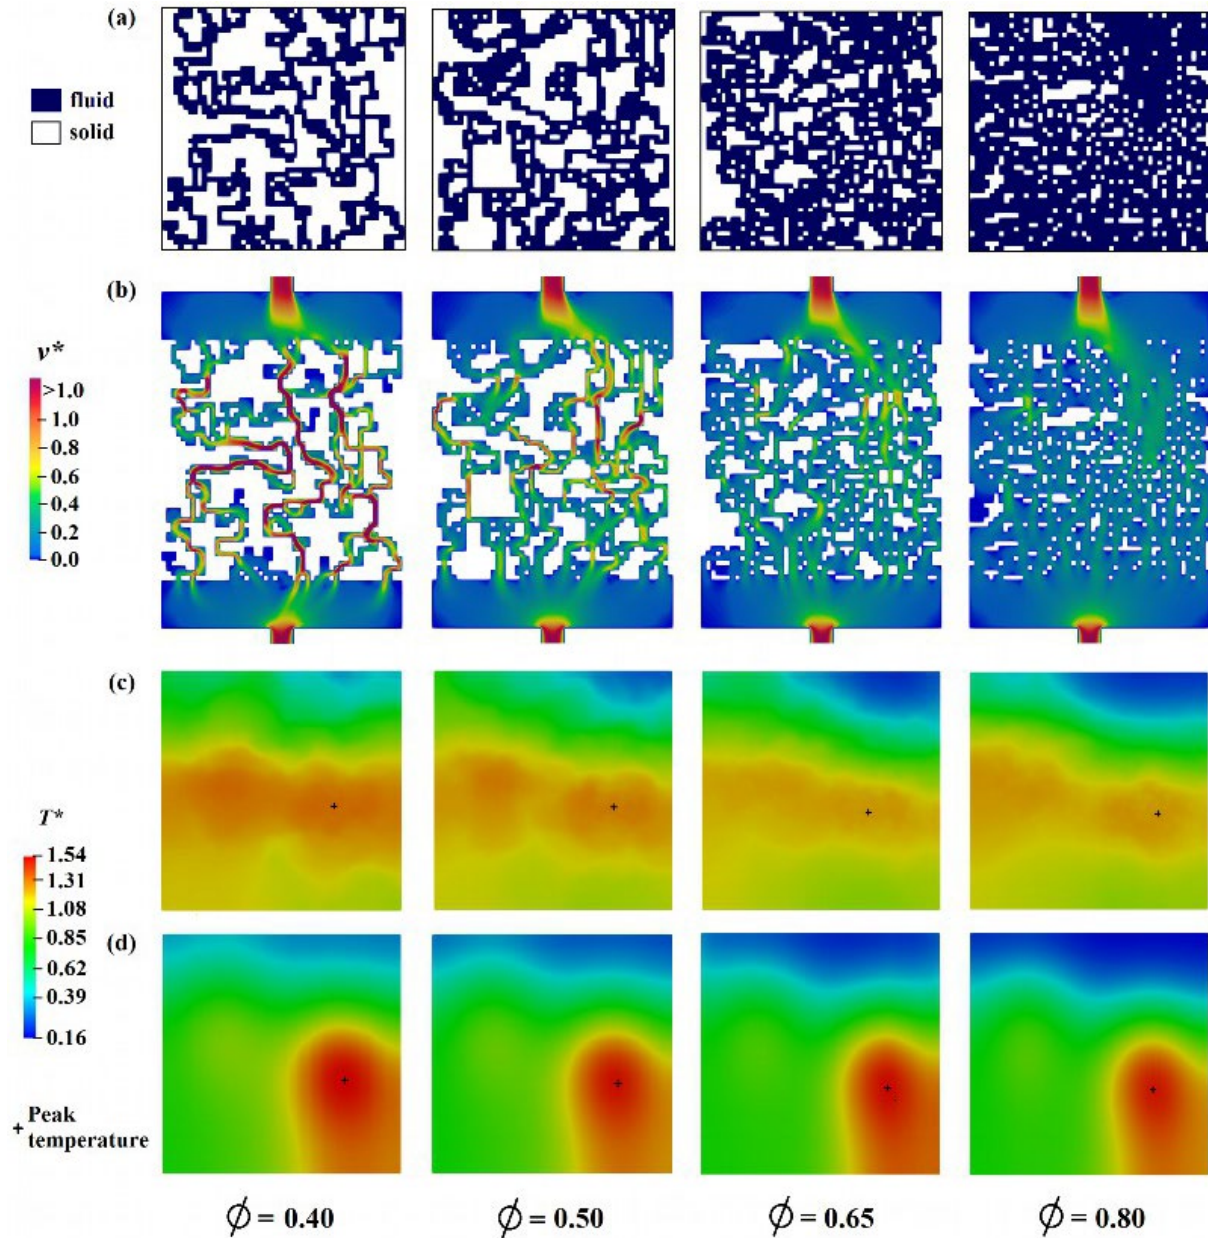 (a)
fluid
solid
(b)
v*
>1.0
1.0
0.8
0.6
0.4
0.2
0.0
(c)
T*
1.54
1.31
1.08
0.85
0.62
0.39
0.16
(d)
+ Peak
temperature
ϕ = 0.40 ϕ = 0.50 ϕ = 0.65 ϕ = 0.80